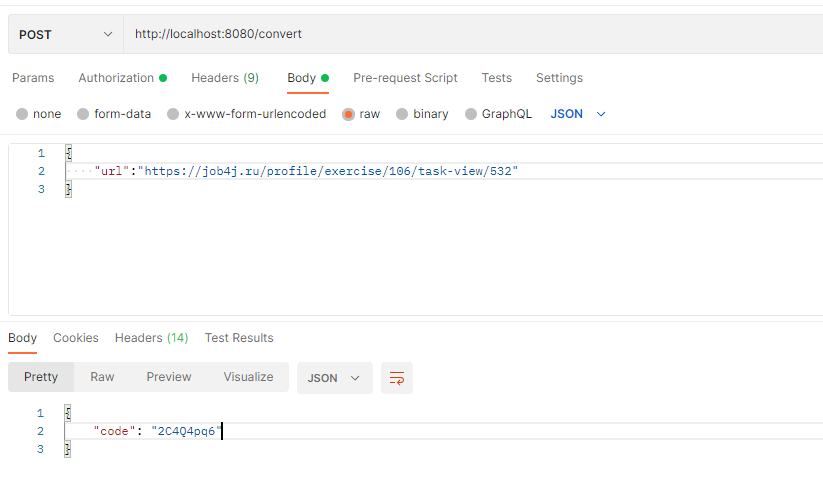 POST http://localhost:8080/convert
Params Authorization Headers (9) Body Pre-request Script Tests Settings
none form-data x-www-form-urlencoded raw binary GraphQL JSON
1 {
2 "url":"https://job4j.ru/profile/exercise/106/task-view/532"
3 }
Body Cookies Headers (14) Test Results
Pretty Raw Preview Visualize JSON
1 {
2 "code": "2C4Q4pq6"
3 }